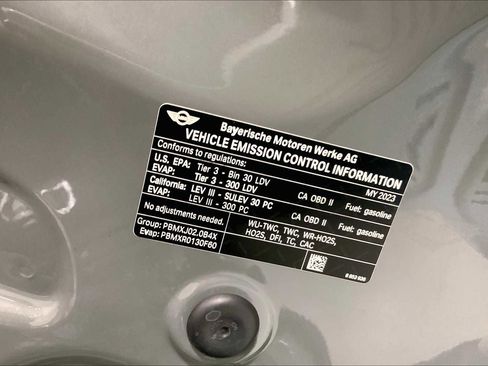 Bayerische Motoren Werke AG
VEHICLE EMISSION CONTROL INFORMATION
Conforms to regulations: MY 2023
U.S. EPA: Tier 3 - Bin 30 LDV CA OBD II Fuel: gasoline
EVAP: Tier 3 - 300 LDV
California: LEV III - SULEV 30 PC CA OBD II Fuel: gasoline
EVAP: LEV III - 300 PC
No adjustments needed. WU-TWC, TWC, WR-HO2S,
HO2S, DFI, TC, CAC
Group: PBMXJ02.0B4X
Evap: PBMXR0130F60